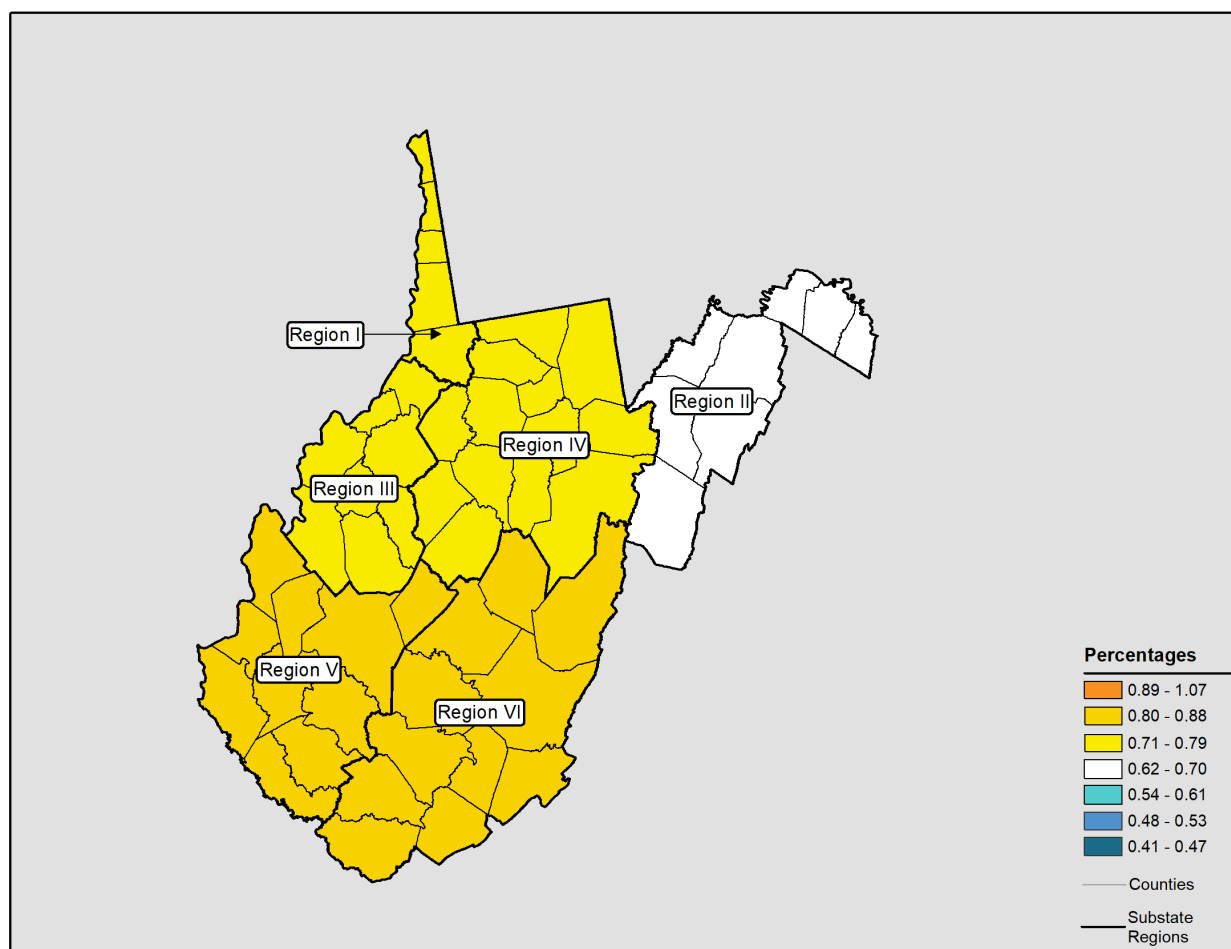 Region I
Region II
Region IV
Region III
Region V
Region VI
Percentages
0.89 - 1.07
0.80 - 0.88
0.71 - 0.79
0.62 - 0.70
0.54 - 0.61
0.48 - 0.53
0.41 - 0.47
Counties
Substate
Regions